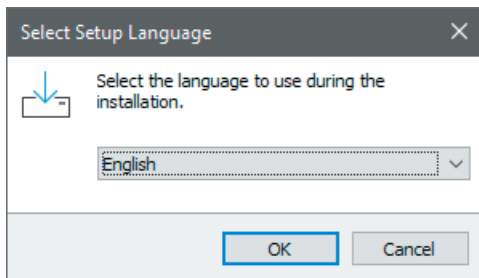 Select Setup Language
Select the language to use during the
installation.
English
OK
Cancel